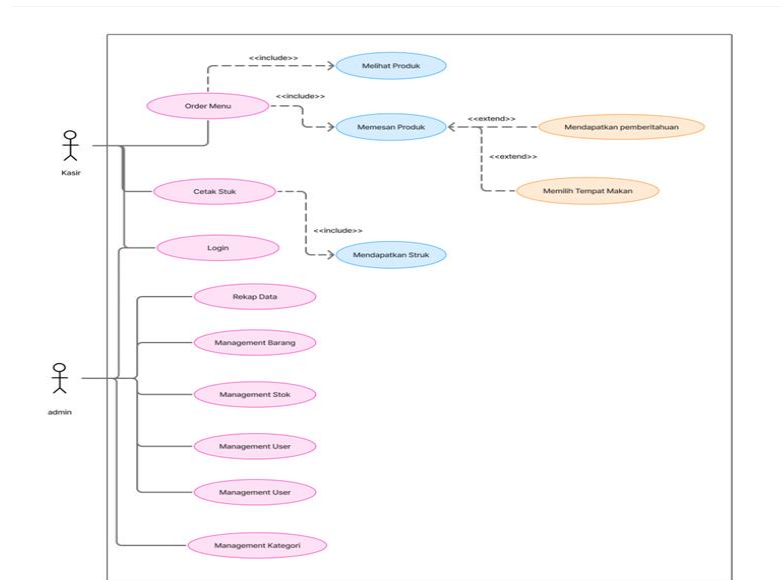 <<include>>
Melihat Produk
<<include>>
Order Menu
Memesan Produk
<<extend>>
Mendapatkan pemberitahuan
<<extend>>
Kasir
Cetak Stuk
Memilih Tempat Makan
<<include>>
Login
Mendapatkan Struk
Rekap Data
Management Barang
Management Stok
admin
Management User
Management User
Management Kategori